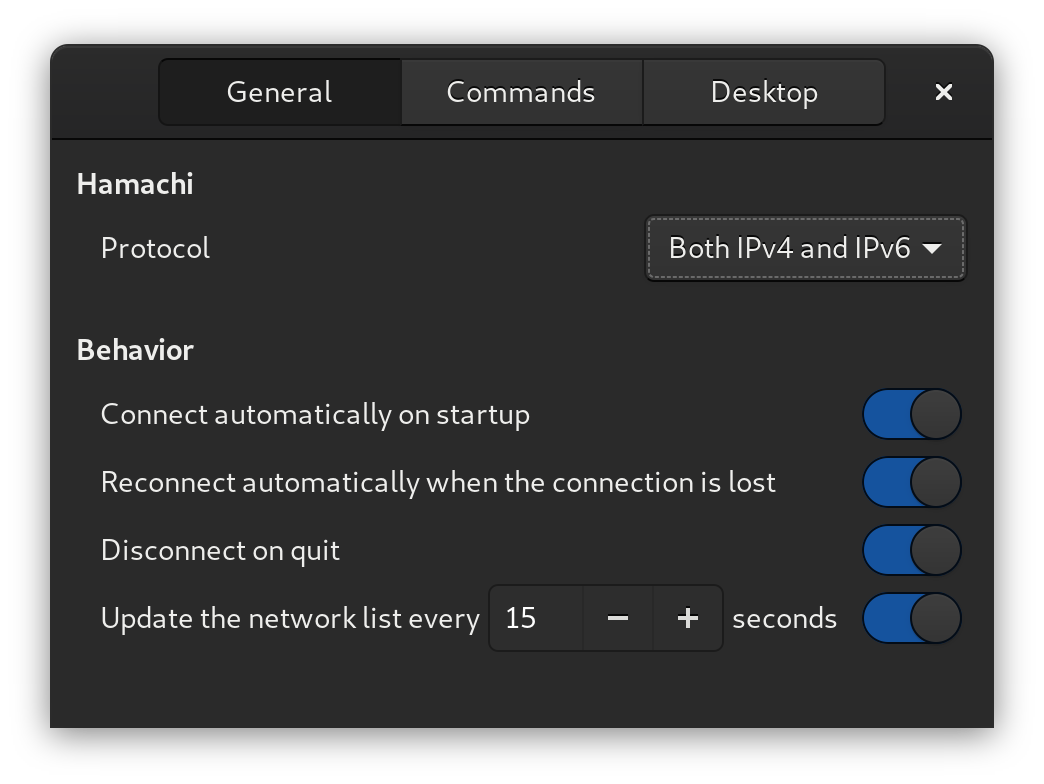 General Commands Desktop
Hamachi
Protocol Both IPv4 and IPv6
Behavior
Connect automatically on startup
Reconnect automatically when the connection is lost
Disconnect on quit
Update the network list every 15 − + seconds